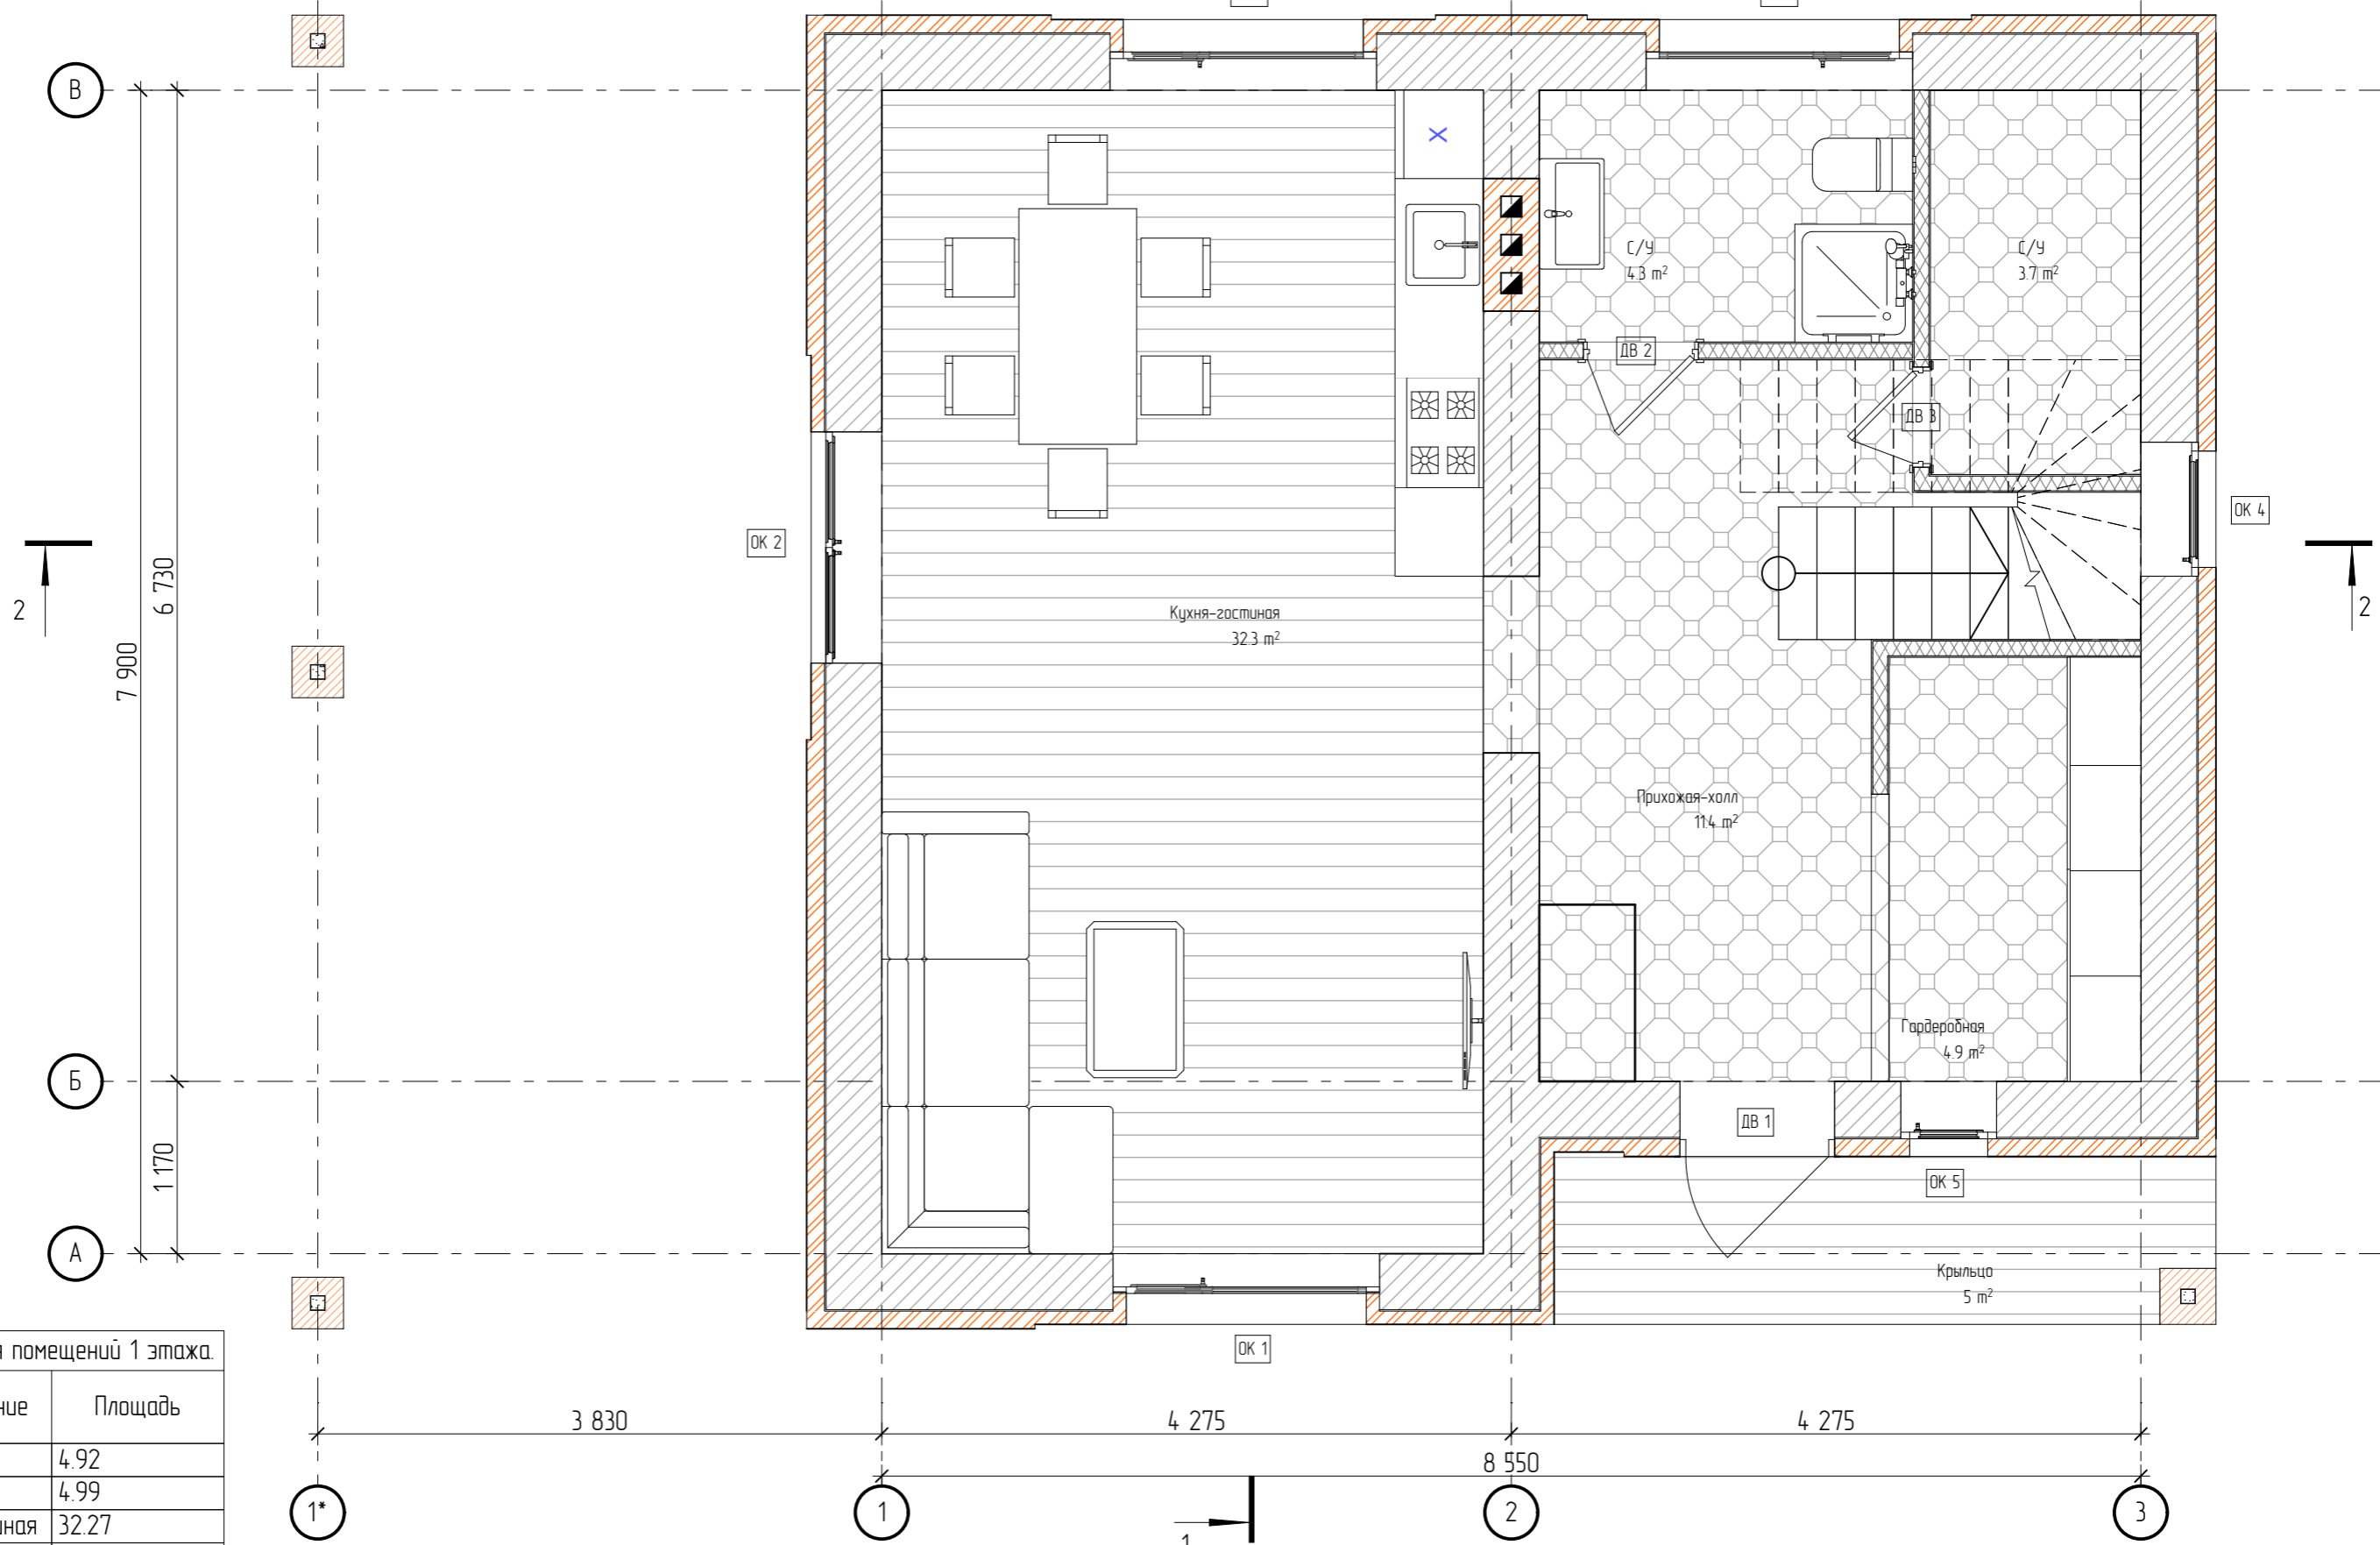 В
X
С/У
4.3 m²
С/У
3.7 m²
ДВ 2
ДВ 3
ОК 2
ОК 4
2
2
6 730
7 900
Кухня-гостиная
32.3 m²
Прихожая-холл
11.4 m²
Гардеробная
4.9 m²
Б
ДВ 1
1 170
ОК 5
А
Крыльцо
5 m²
ОК 1
помещений 1 этажа.
Площадь
4.92
4.99
32.27
3 830
4 275
4 275
8 550
1*
1
2
3
1